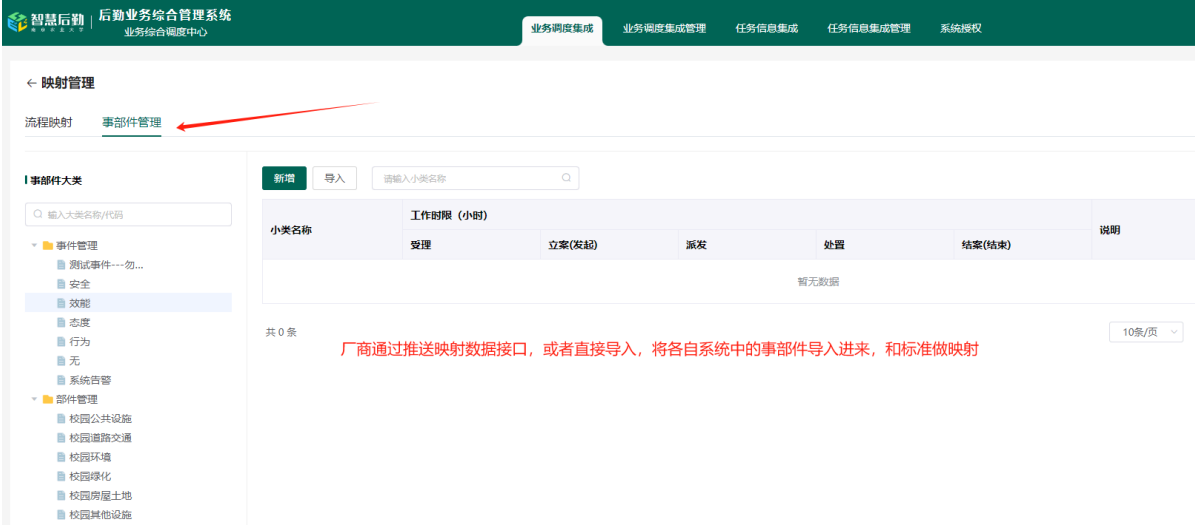 智慧后勤
后勤业务综合管理系统
业务综合调度中心
业务调度集成
业务调度集成管理
任务信息集成
任务信息集成管理
系统授权
← 映射管理
流程映射
事部件管理
事部件大类
输入大类名称/代码
事件管理
测试事件---勿...
安全
效能
态度
行为
无
系统告警
部件管理
校园公共设施
校园道路交通
校园环境
校园绿化
校园房屋土地
校园其他设施
新增
导入
请输入小类名称
小类名称
工作时限（小时）
说明
受理
立案(发起)
派发
处置
结案(结束)
暂无数据
共 0 条
10条/页
厂商通过推送映射数据接口，或者直接导入，将各自系统中的事部件导入进来，和标准做映射